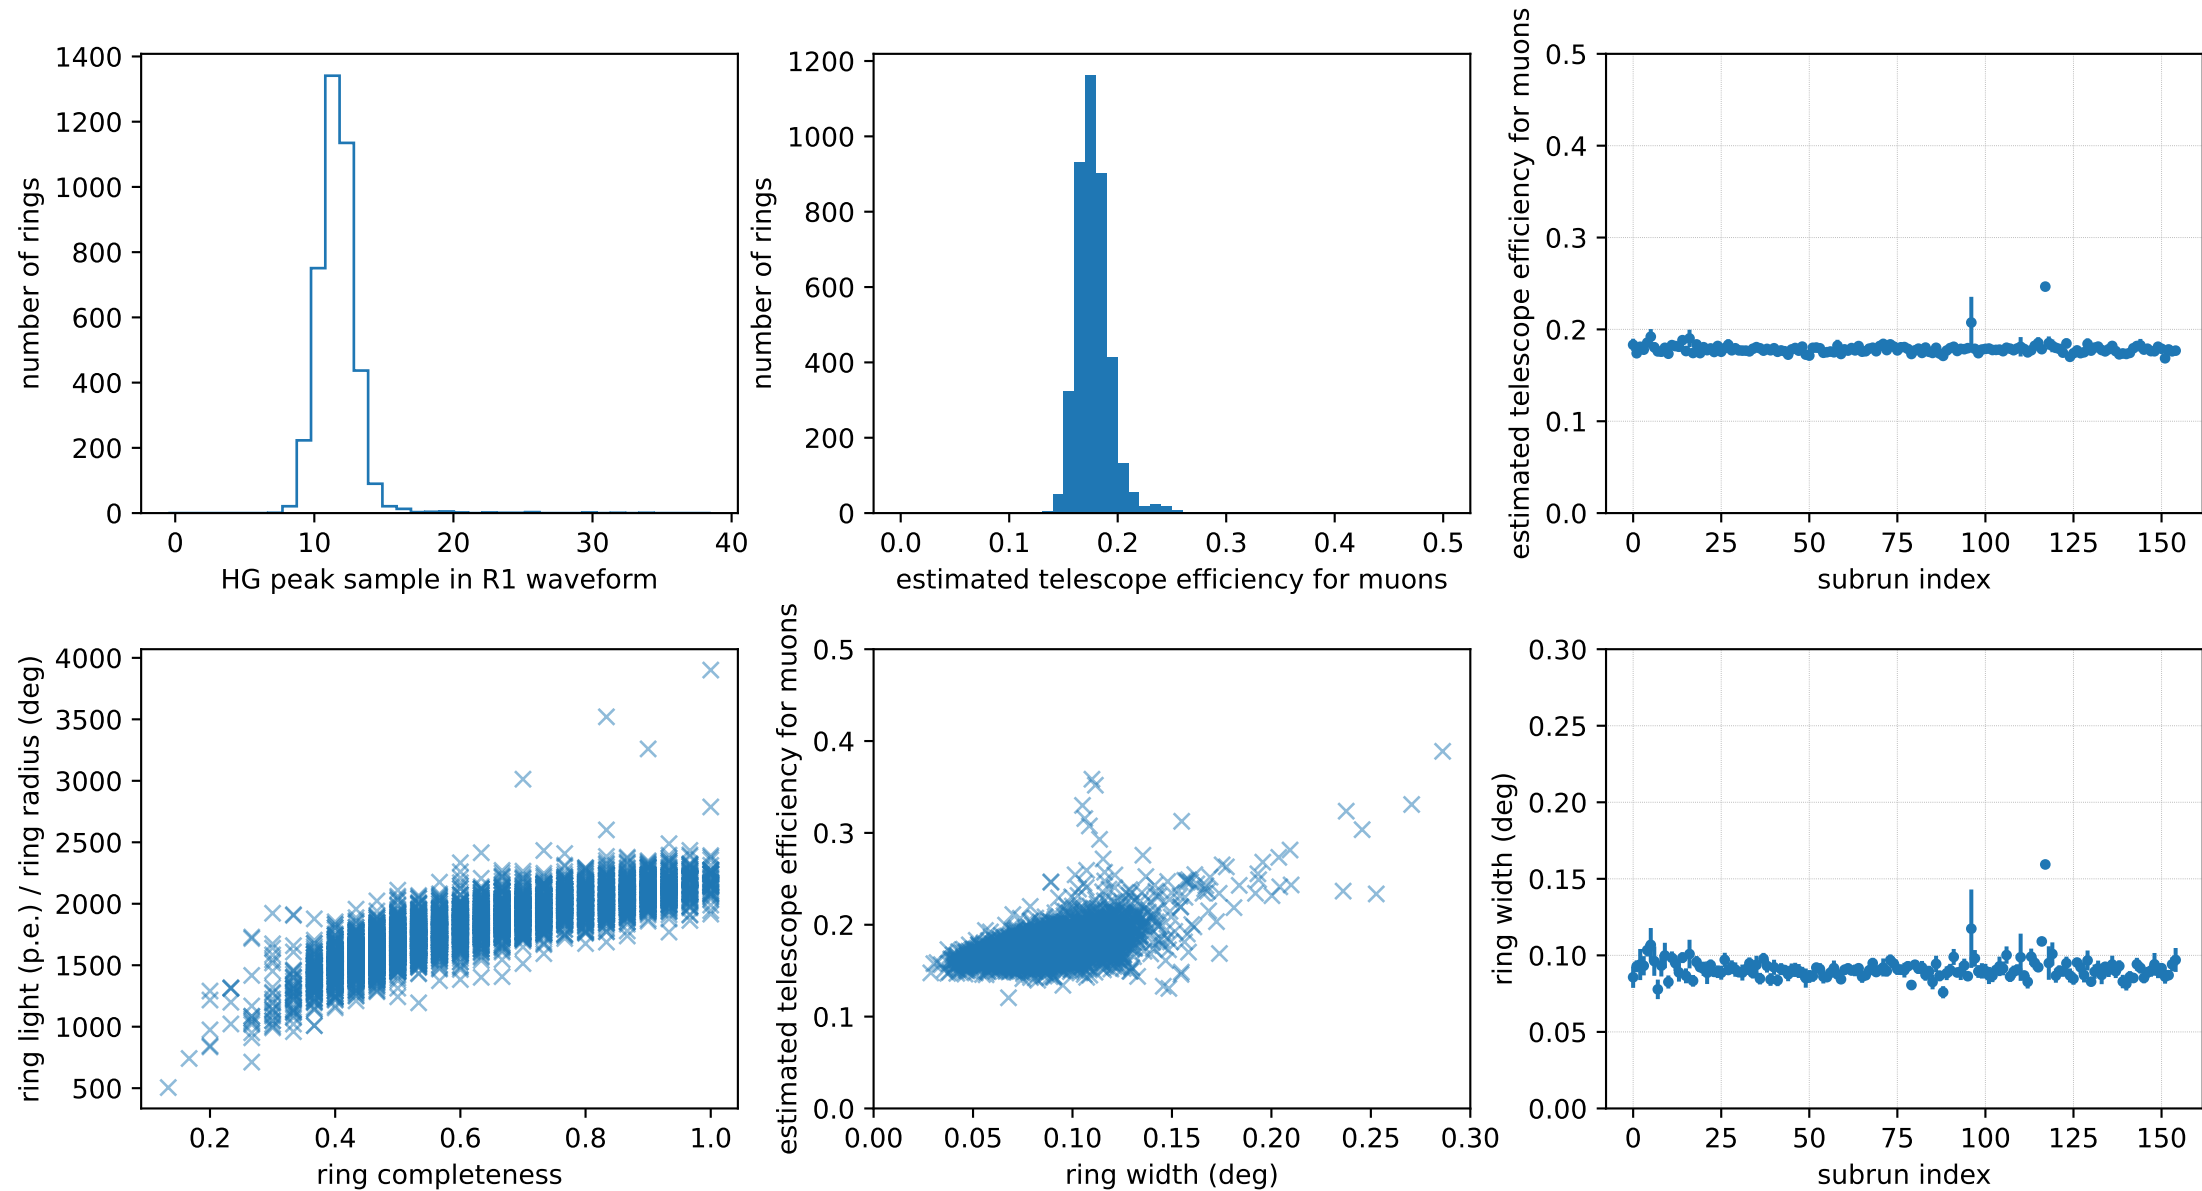 1400
1200
1000
800
600
400
200
0
number of rings
0 10 20 30 40
HG peak sample in R1 waveform
1200
1000
800
600
400
200
0
number of rings
0.0 0.1 0.2 0.3 0.4 0.5
estimated telescope efficiency for muons
0.5
0.4
0.3
0.2
0.1
0.0
estimated telescope efficiency for muons
0 25 50 75 100 125 150
subrun index
4000
3500
3000
2500
2000
1500
1000
500
ring light (p.e.) / ring radius (deg)
0.2 0.4 0.6 0.8 1.0
ring completeness
0.5
0.4
0.3
0.2
0.1
0.0
estimated telescope efficiency for muons
0.00 0.05 0.10 0.15 0.20 0.25 0.30
ring width (deg)
0.30
0.25
0.20
0.15
0.10
0.05
0.00
ring width (deg)
0 25 50 75 100 125 150
subrun index